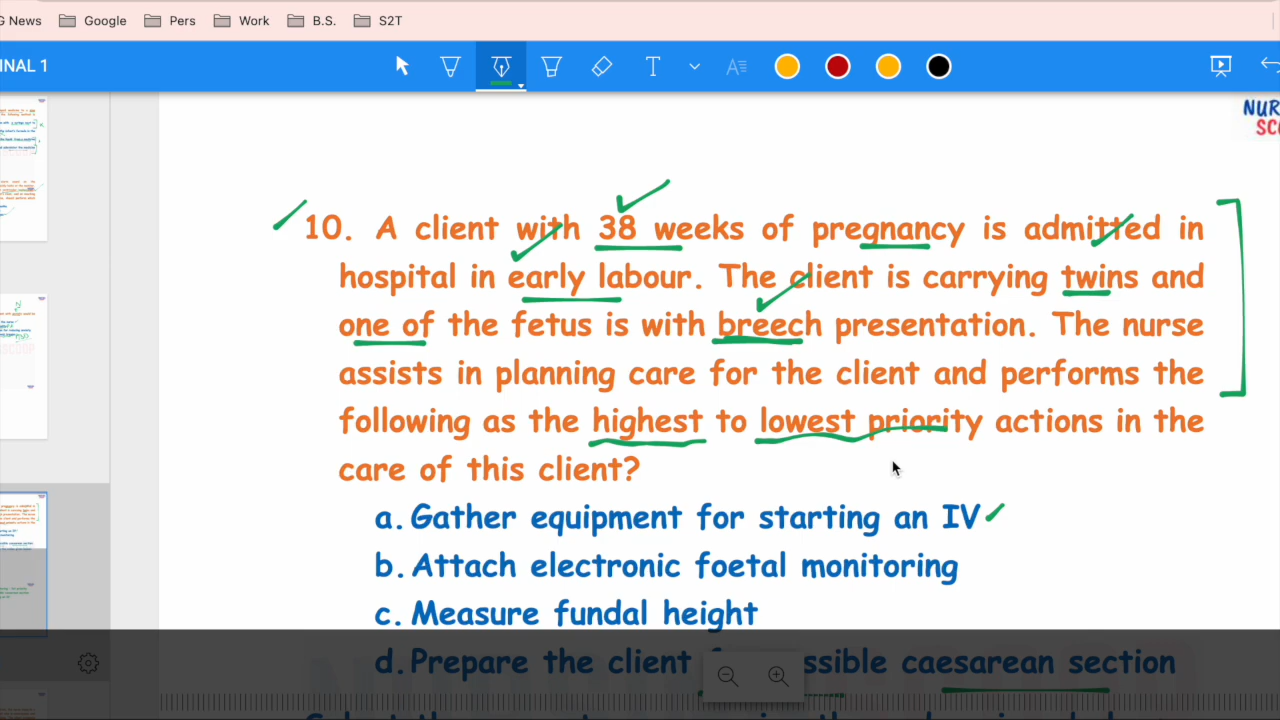 G News Google Pers Work B.S. S2T
INAL 1
T
NUR
SC
10. A client with 38 weeks of pregnancy is admitted in
hospital in early labour. The client is carrying twins and
one of the fetus is with breech presentation. The nurse
assists in planning care for the client and performs the
following as the highest to lowest priority actions in the
care of this client?
a. Gather equipment for starting an IV
b. Attach electronic foetal monitoring
c. Measure fundal height
d. Prepare the client ssible caesarean section